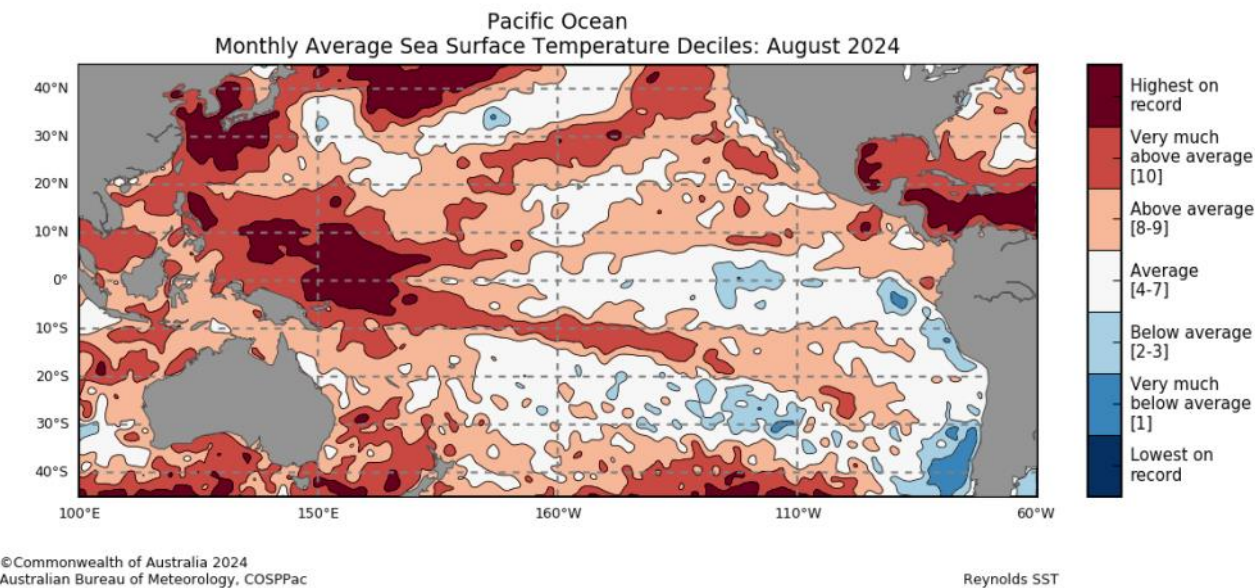 Pacific Ocean
Monthly Average Sea Surface Temperature Deciles: August 2024
40°N
30°N
20°N
10°N
0°
10°S
20°S
30°S
40°S
100°E
150°E
160°W
110°W
60°W
Highest on
record
Very much
above average
[10]
Above average
[8-9]
Average
[4-7]
Below average
[2-3]
Very much
below average
[1]
Lowest on
record
©Commonwealth of Australia 2024
Australian Bureau of Meteorology, COSPPac
Reynolds SST